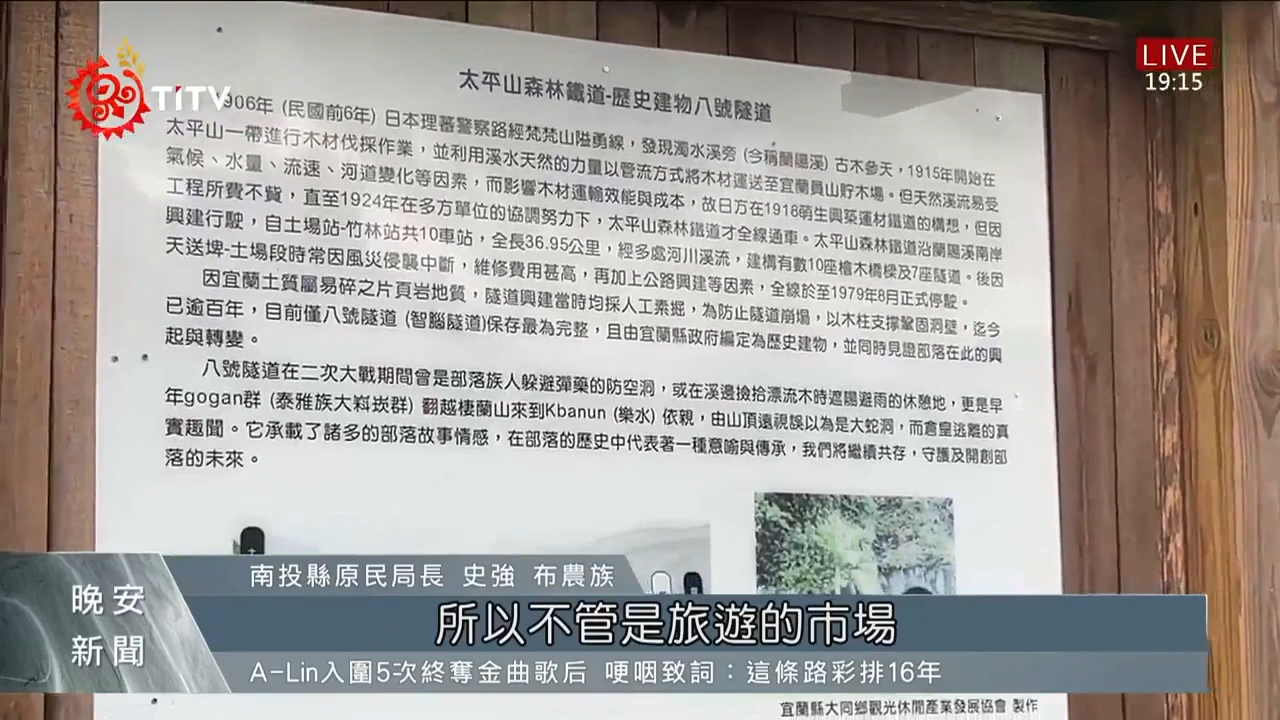 TiTV
LIVE
19:15
太平山森林鐵道-歷史建物八號隧道
1906年 (民國前6年) 日本理蕃警察路經梵梵山隘勇線，發現濁水溪旁 (今稱蘭陽溪) 古木參天，1915年開始在
太平山一帶進行木材伐採作業，並利用溪水天然的力量以管流方式將木材運送至宜蘭員山貯木場。但天然溪流易受
氣候、水量、流速、河道變化等因素，而影響木材運輸效能與成本，故日方在1918萌生興築運材鐵道的構想，但因
工程所費不貲，直至1924年在多方單位的協調努力下，太平山森林鐵道才全線通車。太平山森林鐵道沿蘭陽溪南岸
興建行駛，自土場站-竹林站共10車站，全長36.95公里，經多處河川溪流，建構有數10座檜木橋樑及7座隧道。後因
天送埤-土場段時常因風災侵襲中斷，維修費用甚高，再加上公路興建等因素，全線於至1979年8月正式停駛。
因宜蘭土質屬易碎之片頁岩地質，隧道興建當時均採人工素掘，為防止隧道崩塌，以木柱支撐鞏固洞壁，迄今
已逾百年，目前僅八號隧道 (智腦隧道)保存最為完整，且由宜蘭縣政府編定為歷史建物，並同時見證部落在此的興
起與轉變。
八號隧道在二次大戰期間曾是部落族人躲避彈藥的防空洞，或在溪邊撿拾漂流木時遮陽避雨的休憩地，更是早
年gogan群 (泰雅族大嵙崁群) 翻越棲蘭山來到Kbanun (樂水) 依親，由山頂遠視誤以為是大蛇洞，而倉皇逃離的真
實趣聞。它承載了諸多的部落故事情感，在部落的歷史中代表著一種意喻與傳承，我們將繼續共存，守護及開創部
落的未來。
南投縣原民局長 史強 布農族
晚安
新聞
所以不管是旅遊的市場
A-Lin入圍5次終奪金曲歌后 哽咽致詞：這條路彩排16年
宜蘭縣大同鄉觀光休閒產業發展協會 製作